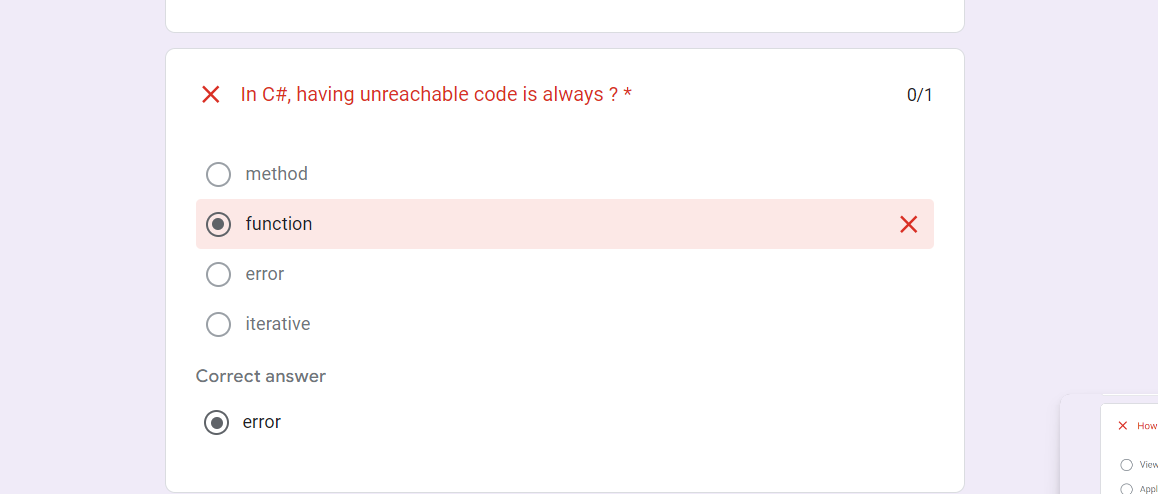 In C#, having unreachable code is always ? *
0/1
method
function
error
iterative
Correct answer
error
How
View
Appl